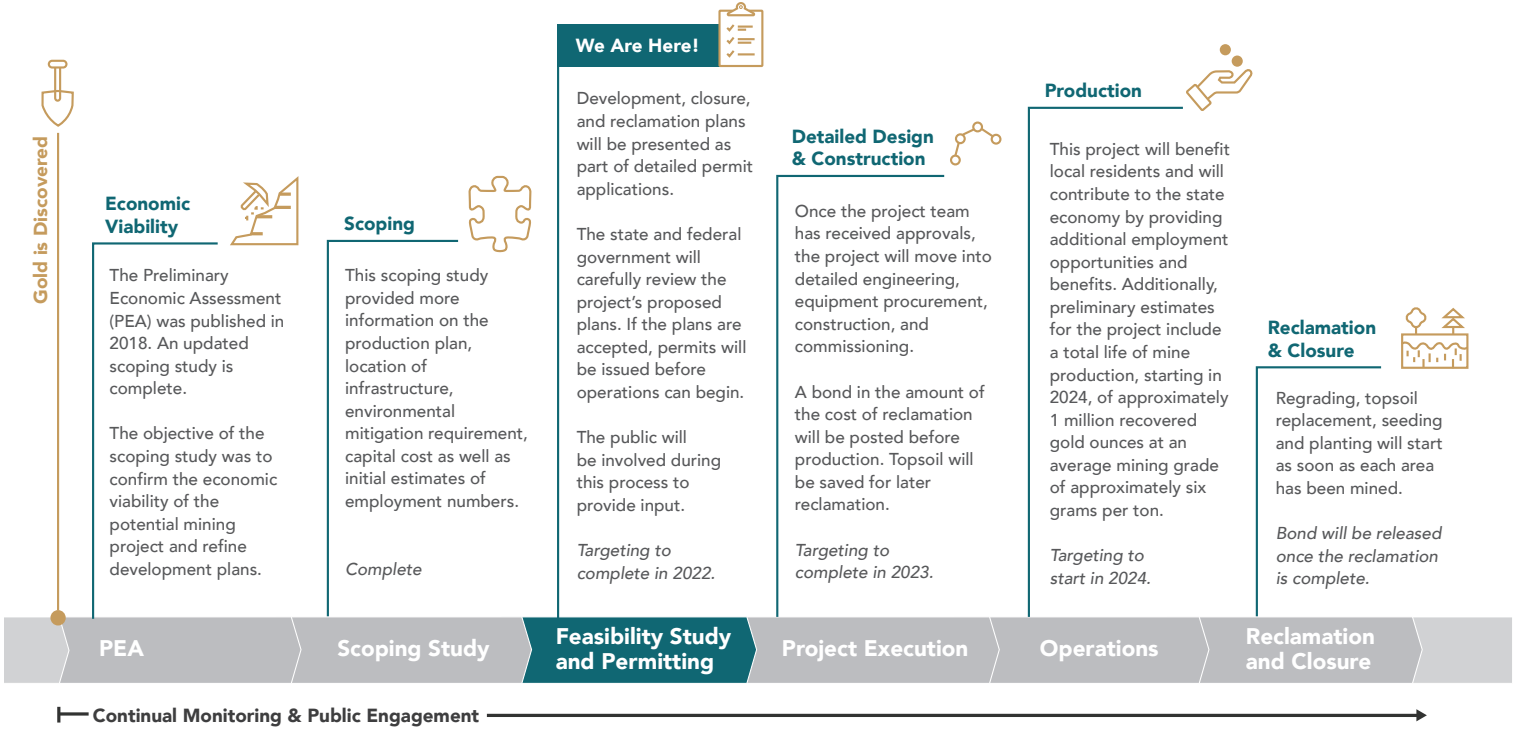 Gold is Discovered
Economic
Viability
The Preliminary
Economic Assessment
(PEA) was published in
2018. An updated
scoping study is
complete.
The objective of the
scoping study was to
confirm the economic
viability of the
potential mining
project and refine
development plans.
Scoping
This scoping study
provided more
information on the
production plan,
location of
infrastructure,
environmental
mitigation requirement,
capital cost as well as
initial estimates of
employment numbers.
Complete
We Are Here!
Development, closure,
and reclamation plans
will be presented as
part of detailed permit
applications.
The state and federal
government will
carefully review the
project’s proposed
plans. If the plans are
accepted, permits will
be issued before
operations can begin.
The public will
be involved during
this process to
provide input.
Targeting to
complete in 2022.
Detailed Design
& Construction
Once the project team
has received approvals,
the project will move into
detailed engineering,
equipment procurement,
construction, and
commissioning.
A bond in the amount of
the cost of reclamation
will be posted before
production. Topsoil will
be saved for later
reclamation.
Targeting to
complete in 2023.
Production
This project will benefit
local residents and will
contribute to the state
economy by providing
additional employment
opportunities and
benefits. Additionally,
preliminary estimates
for the project include
a total life of mine
production, starting in
2024, of approximately
1 million recovered
gold ounces at an
average mining grade
of approximately six
grams per ton.
Targeting to
start in 2024.
Reclamation
& Closure
Regrading, topsoil
replacement, seeding
and planting will start
as soon as each area
has been mined.
Bond will be released
once the reclamation
is complete.
PEA
Scoping Study
Feasibility Study
and Permitting
Project Execution
Operations
Reclamation
and Closure
Continual Monitoring & Public Engagement